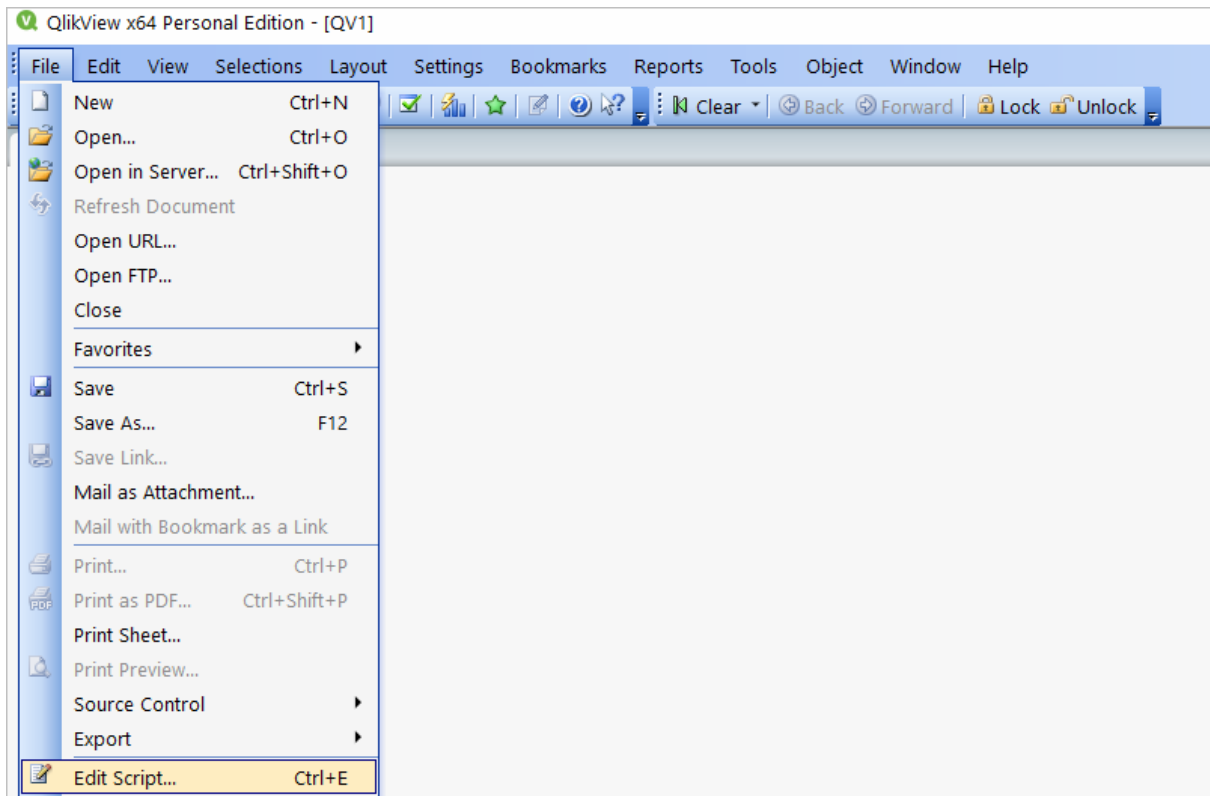 QlikView x64 Personal Edition - [QV1]
File Edit View Selections Layout Settings Bookmarks Reports Tools Object Window Help
New Ctrl+N
Clear Back Forward Lock Unlock
Open... Ctrl+O
Open in Server... Ctrl+Shift+O
Refresh Document
Open URL...
Open FTP...
Close
Favorites
Save Ctrl+S
Save As... F12
Save Link...
Mail as Attachment...
Mail with Bookmark as a Link
Print... Ctrl+P
PDF Print as PDF... Ctrl+Shift+P
Print Sheet...
Print Preview...
Source Control
Export
Edit Script... Ctrl+E